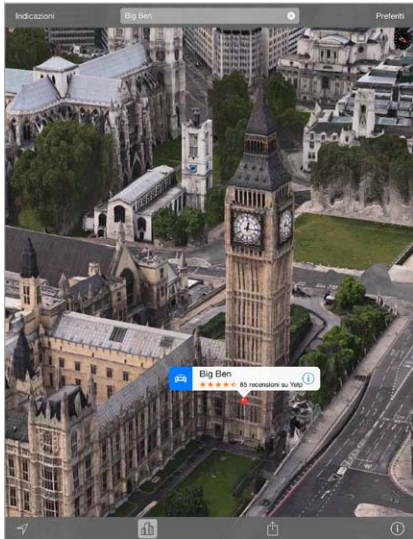 Indicazioni
Big Ben
Preferiti
Big Ben
85 recensioni su Yelp